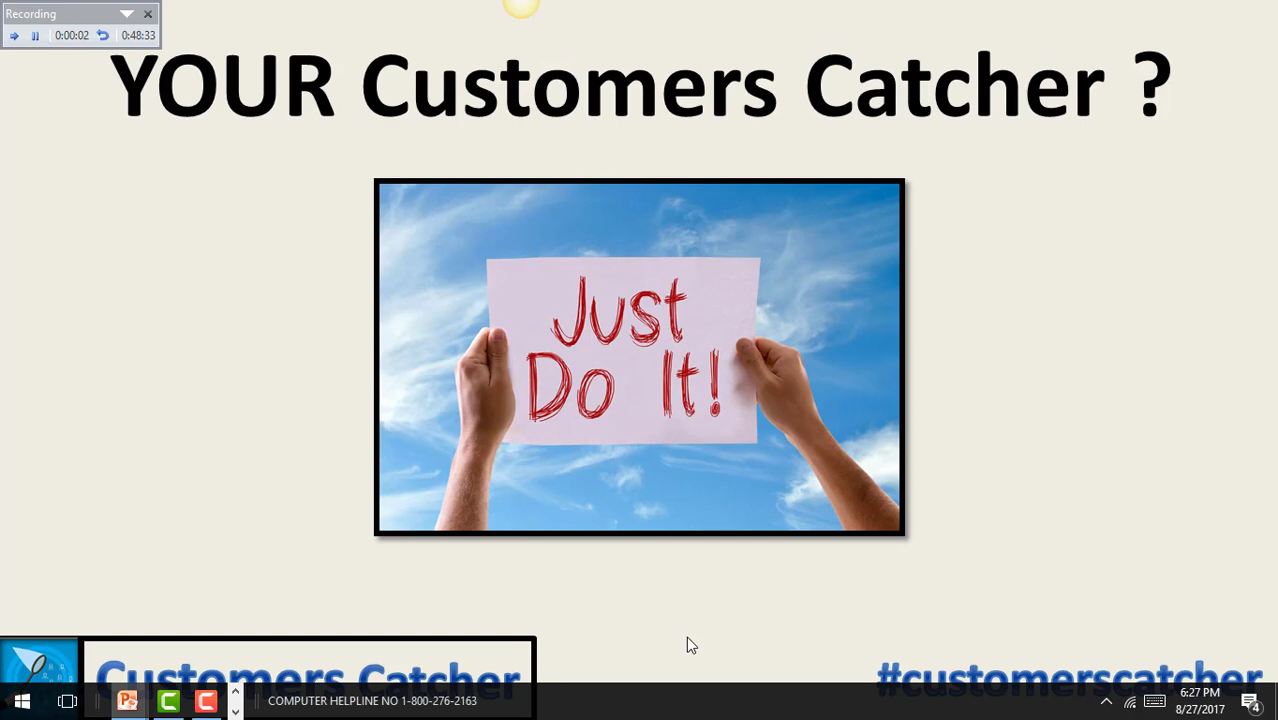 Recording
0:00:02
0:48:33
YOUR Customers Catcher ?
Just
Do It!
Customers Catcher
#customerscatcher
COMPUTER HELPLINE NO 1-800-276-2163
6:27 PM
8/27/2017
4